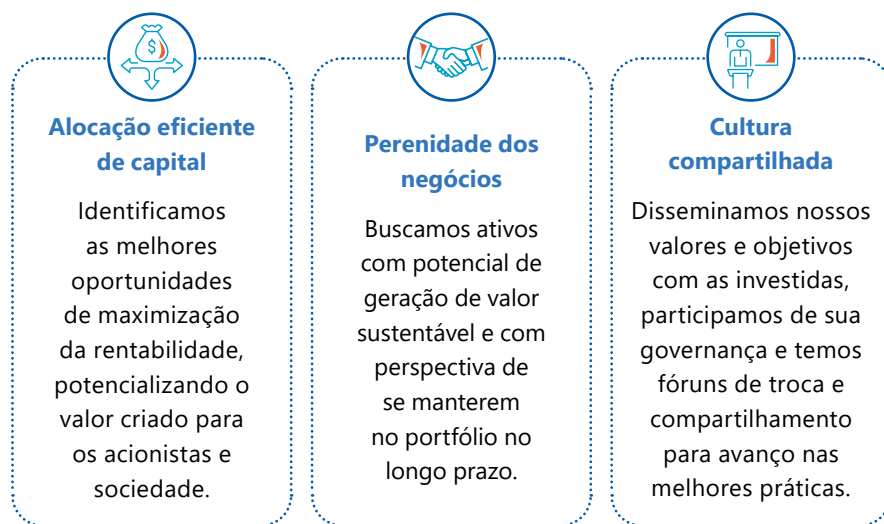 Alocação eficiente
de capital
Identificamos
as melhores
oportunidades
de maximização
da rentabilidade,
potencializando o
valor criado para
os acionistas e
sociedade.
Perenidade dos
negócios
Buscamos ativos
com potencial de
geração de valor
sustentável e com
perspectiva de
se manterem
no portfólio no
longo prazo.
Cultura
compartilhada
Disseminamos nossos
valores e objetivos
com as investidas,
participamos de sua
governança e temos
fóruns de troca e
compartilhamento
para avanço nas
melhores práticas.